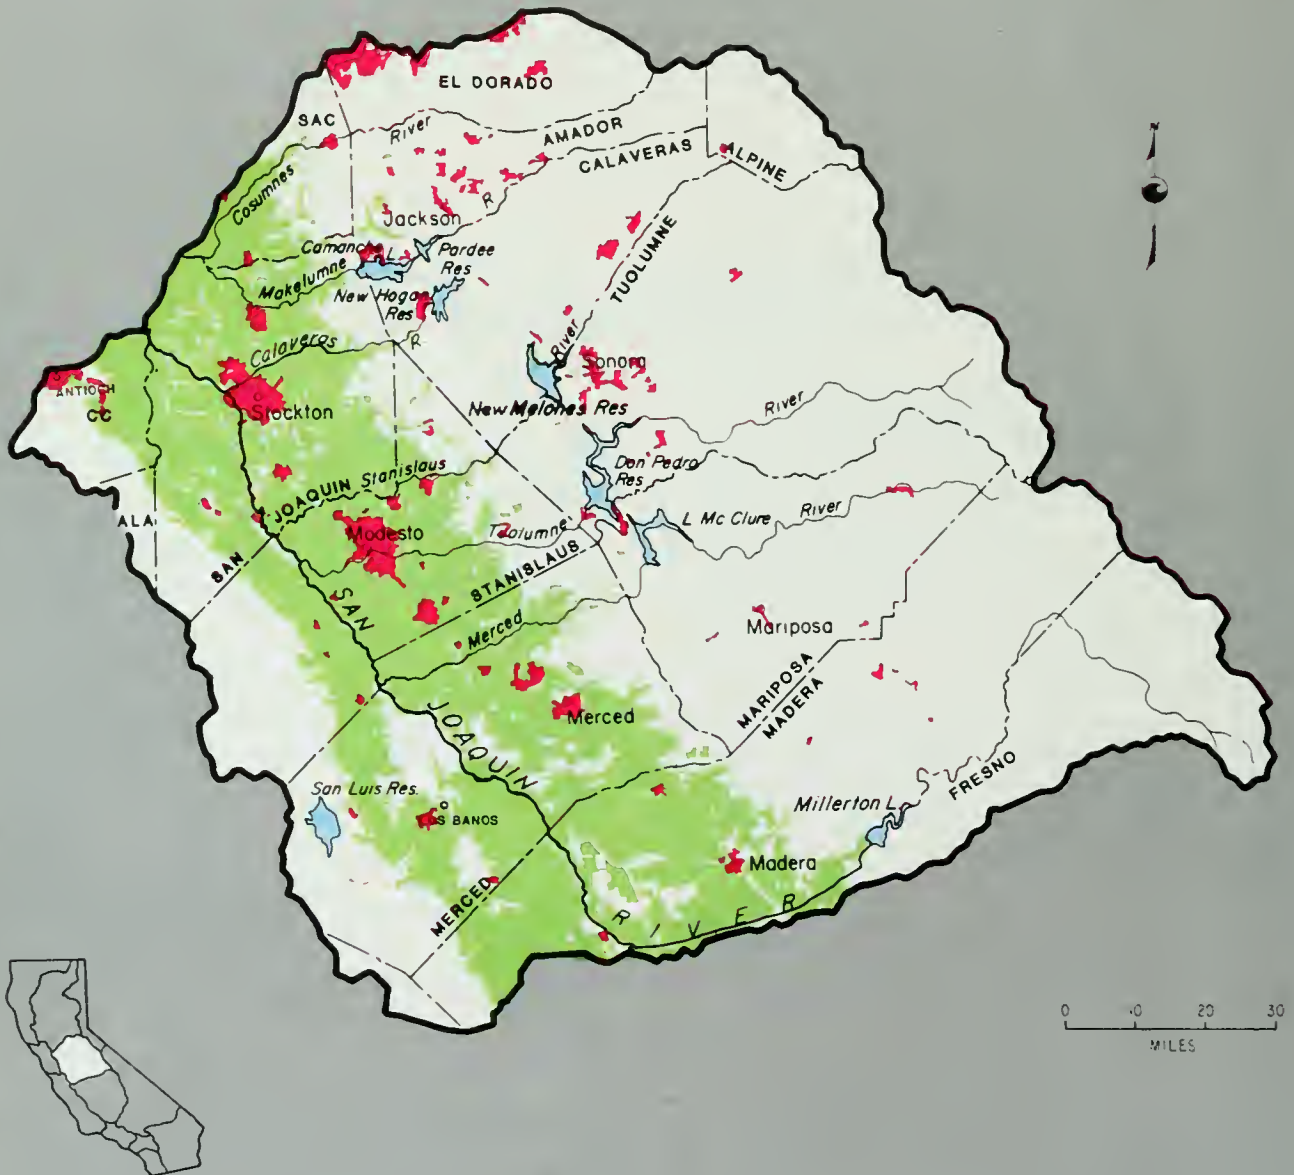 EL DORADO
SAC
River
AMADOR
CALAVERAS
ALPINE
Cosumnes
R
Jackson
Camanche L
Pardee
Res
Mokelumne
New Hogan
Res
TUOLUMNE
River
Calaveras
R
Sonora
ANTIOCH
CC
Stockton
New Melones Res
River
Don Pedro
Res
JOAQUIN
Stanislaus
ALA
SAN
Modesto
Tuolumne
L Mc Clure
River
STANISLAUS
SAN
Merced
Mariposa
MARIPOSA
MADERA
JOAQUIN
Merced
San Luis Res.
LOS BANOS
Millerton L
FRESNO
Madera
MERCED
RIVER
N
0 10 20 30
MILES